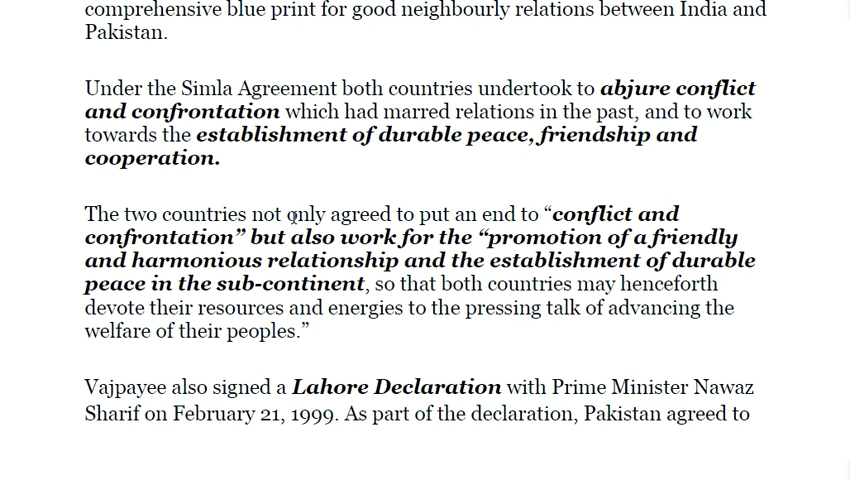 comprehensive blue print for good neighbourly relations between India and
Pakistan.
Under the Simla Agreement both countries undertook to abjure conflict
and confrontation which had marred relations in the past, and to work
towards the establishment of durable peace, friendship and
cooperation.
The two countries not only agreed to put an end to “conflict and
confrontation” but also work for the “promotion of a friendly
and harmonious relationship and the establishment of durable
peace in the sub-continent, so that both countries may henceforth
devote their resources and energies to the pressing talk of advancing the
welfare of their peoples.”
Vajpayee also signed a Lahore Declaration with Prime Minister Nawaz
Sharif on February 21, 1999. As part of the declaration, Pakistan agreed to